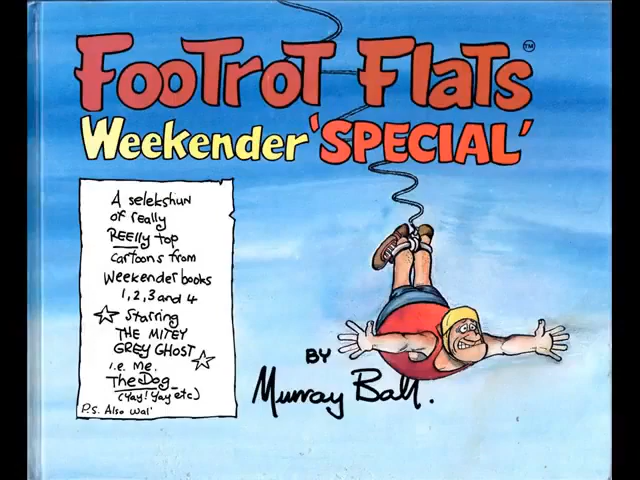 FooTRoT FlaTs™
Weekender 'SPECIAL'
A selekshun
of really
REElly top
cartoons from
Weekender books
1, 2, 3 and 4
Starring
THE MITEY
GREY GHOST
i.e. Me.
The Dog
(Yay! Yay etc)
P.S. Also Wal'
BY
Murray Ball.